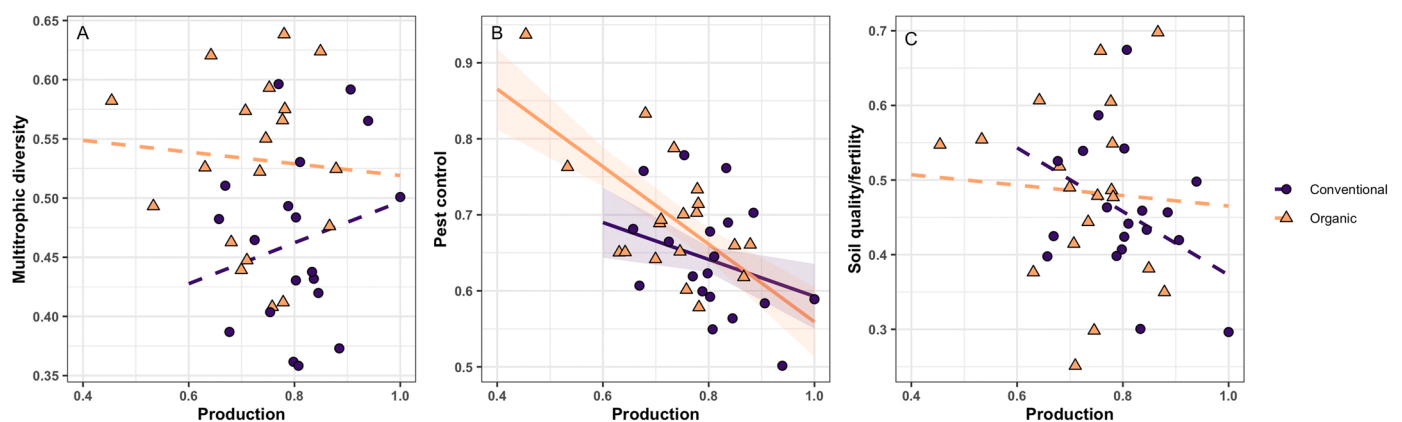 A
0.65
0.60
0.55
0.50
0.45
0.40
0.35
0.4 0.6 0.8 1.0
Production
Multitrophic diversity
B
0.9
0.8
0.7
0.6
0.5
0.4 0.6 0.8 1.0
Production
Pest control
C
0.7
0.6
0.5
0.4
0.3
0.4 0.6 0.8 1.0
Production
Soil quality/fertility
Conventional
Organic